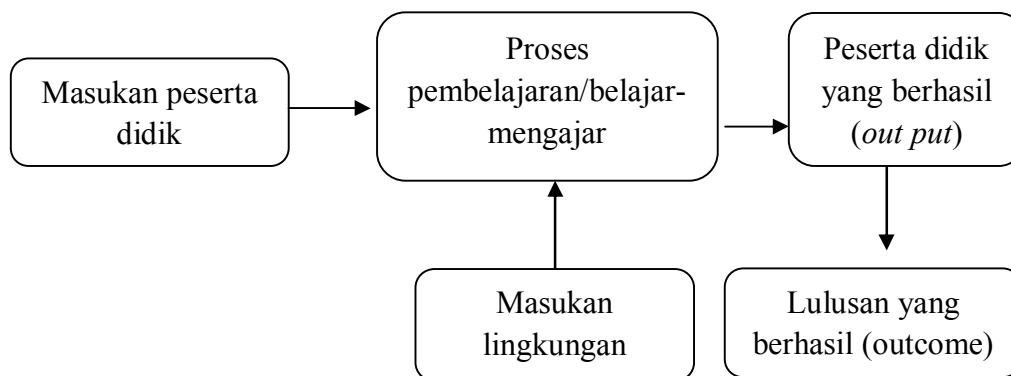 Masukan peserta
didik
Proses
pembelajaran/belajar-
mengajar
Peserta didik
yang berhasil
(out put)
Masukan
lingkungan
Lulusan yang
berhasil (outcome)